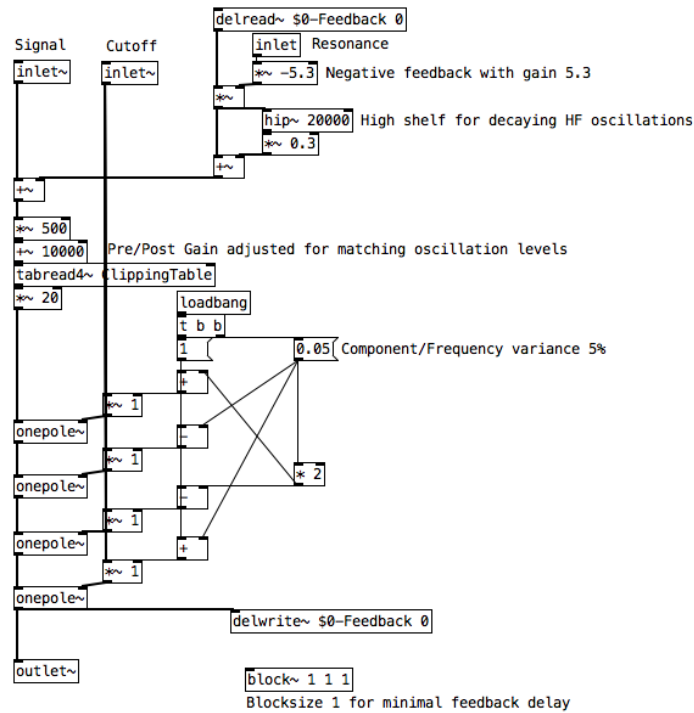 delread~ $0-Feedback 0
Signal
Cutoff
inlet
Resonance
inlet~
inlet~
*~ -5.3
Negative feedback with gain 5.3
*~
hip~ 20000
High shelf for decaying HF oscillations
*~ 0.3
+~
+~
*~ 500
+~ 10000
Pre/Post Gain adjusted for matching oscillation levels
tabread4~ ClippingTable
*~ 20
loadbang
t b b
1
0.05
Component/Frequency variance 5%
+
*~ 1
onepole~
-
*~ 1
* 2
onepole~
-
*~ 1
onepole~
+
*~ 1
onepole~
delwrite~ $0-Feedback 0
outlet~
block~ 1 1 1
Blocksize 1 for minimal feedback delay